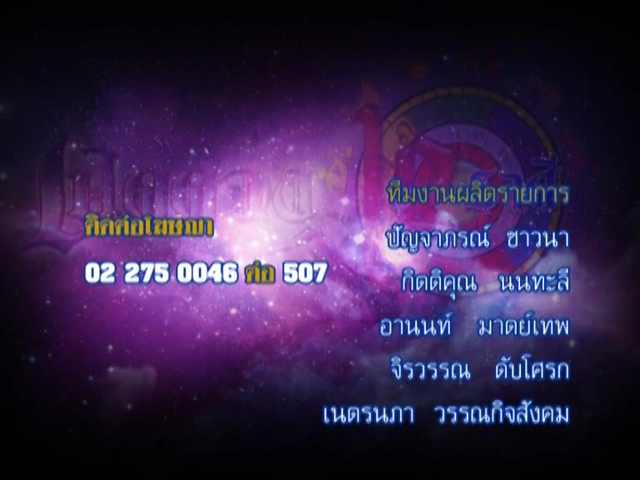 ติดต่อโฆษณา
02 275 0046 ต่อ 507
ทีมงานผลิตรายการ
ปัญจาภรณ์ ซาวนา
กิตติคุณ นนทะลี
อานนท์ มาตย์เทพ
จิรวรรณ ดับโศรก
เนตรนภา วรรณกิจสังคม